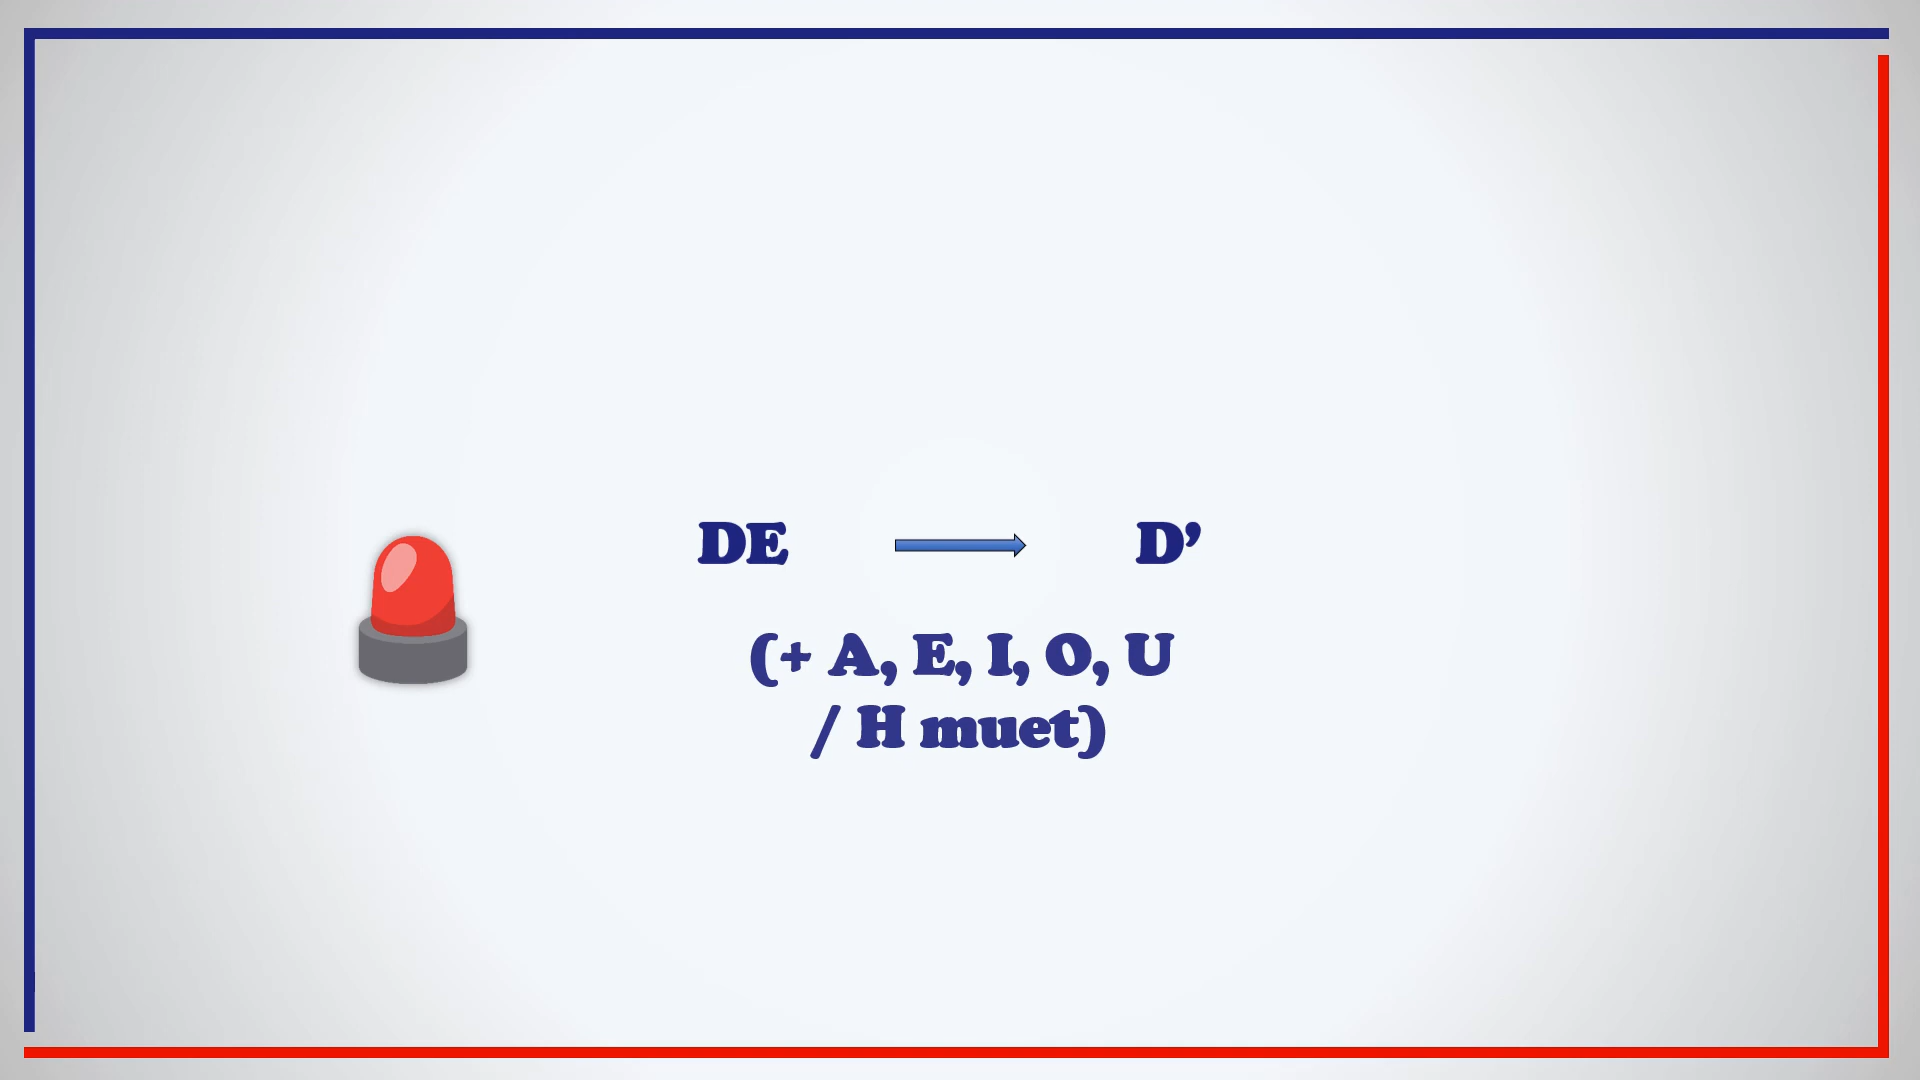 DE D’
(+ A, E, I, O, U
/ H muet)